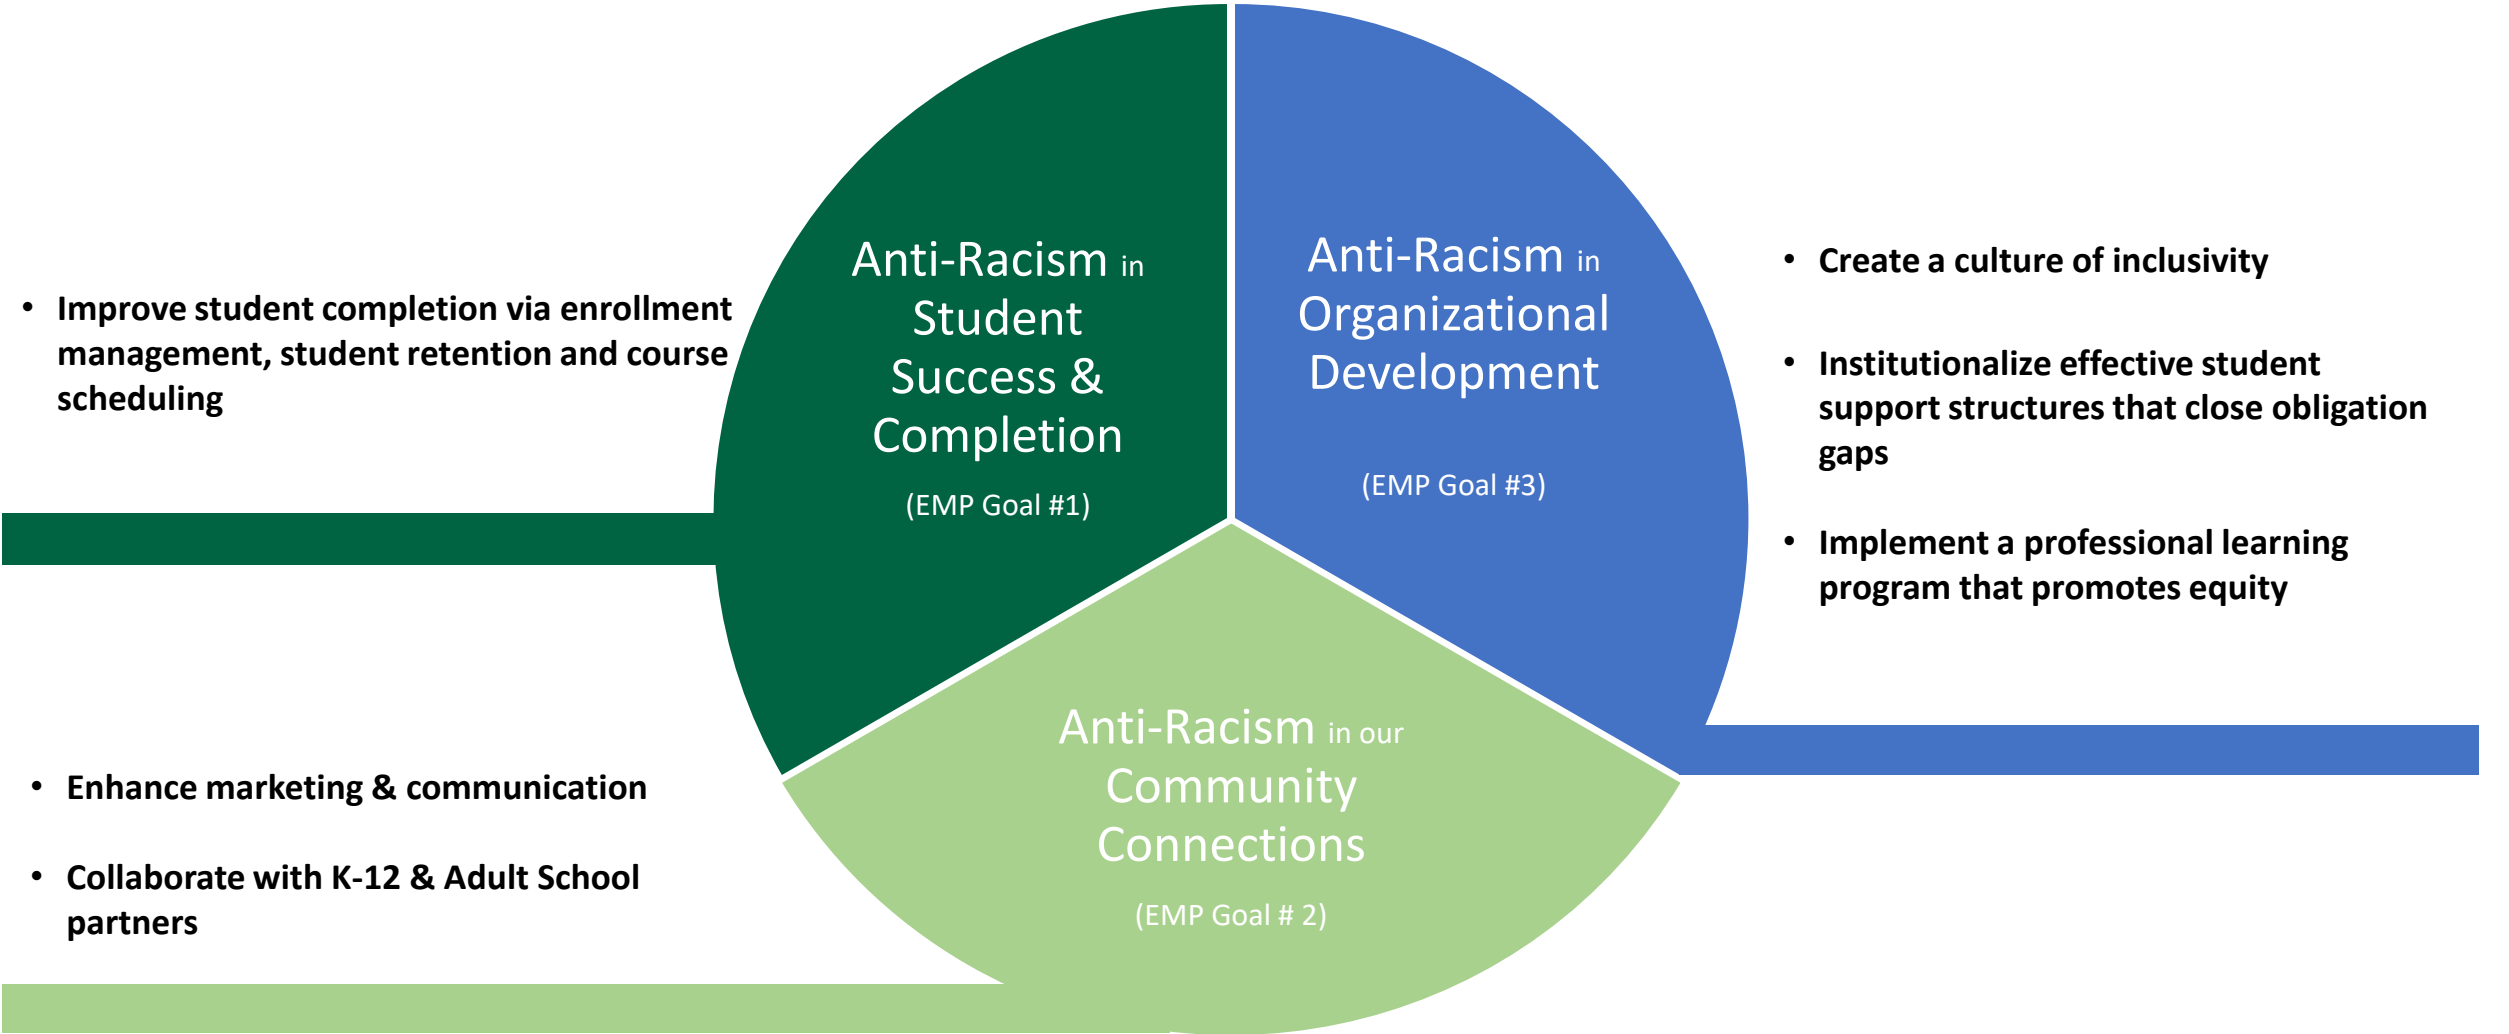 • Improve student completion via enrollment
management, student retention and course
scheduling
Anti-Racism in
Student
Success &
Completion
(EMP Goal #1)
Anti-Racism in
Organizational
Development
(EMP Goal #3)
• Create a culture of inclusivity
• Institutionalize effective student
support structures that close obligation
gaps
• Implement a professional learning
program that promotes equity
• Enhance marketing & communication
• Collaborate with K-12 & Adult School
partners
Anti-Racism in our
Community
Connections
(EMP Goal # 2)